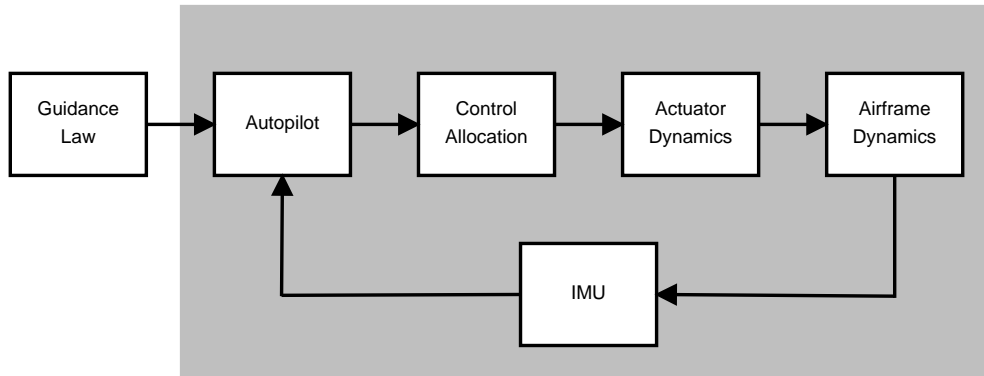 Guidance
Law
Autopilot
Control
Allocation
Actuator
Dynamics
Airframe
Dynamics
IMU